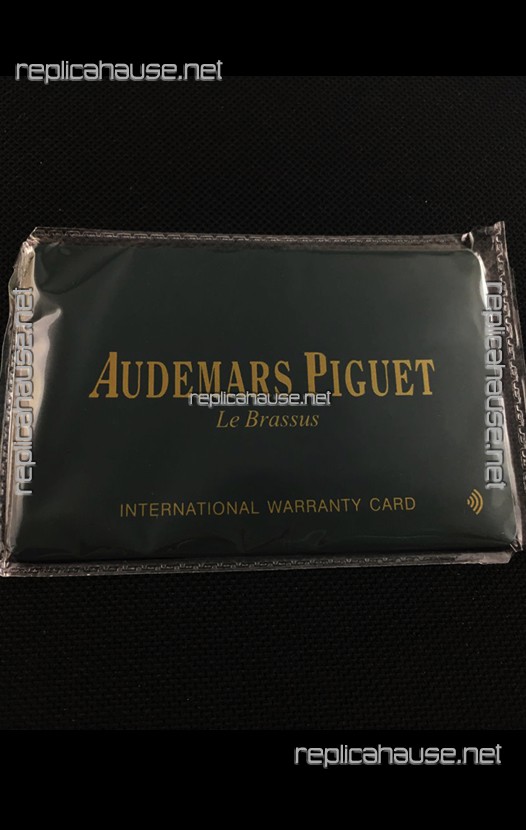 replicahause.net
AUDEMARS PIGUET
replicahause.net
Le Brassus
replicahause.net
replicahause.net
INTERNATIONAL WARRANTY CARD
replicahause.net